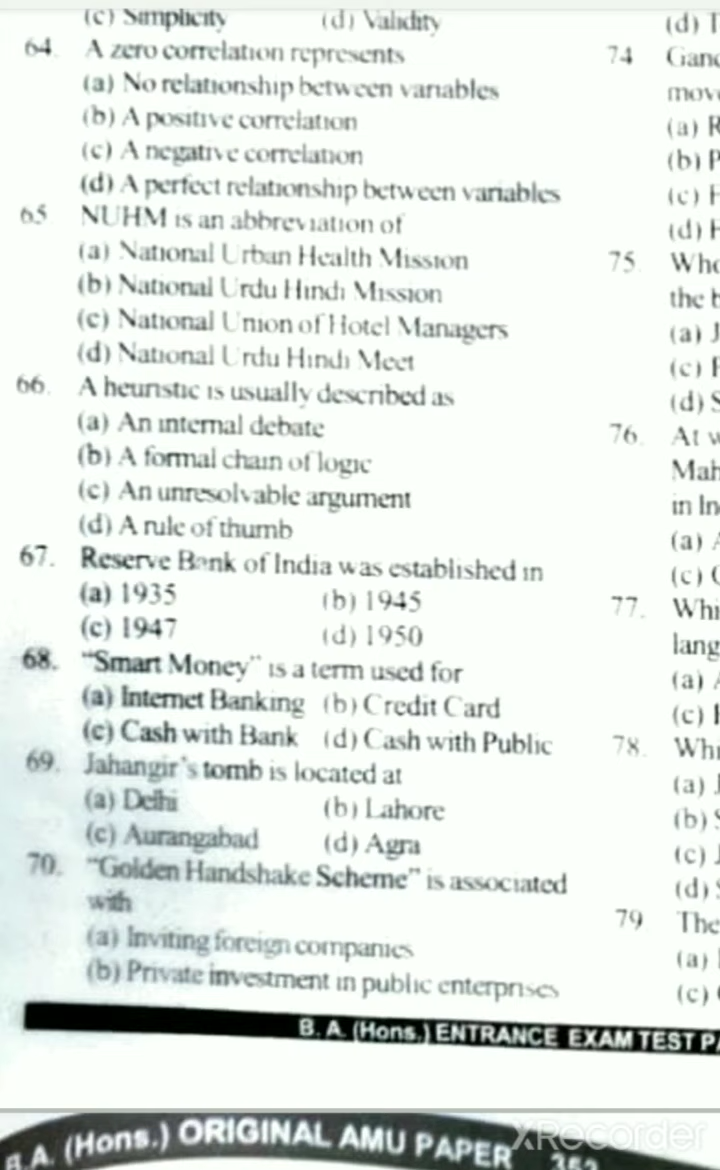 (c) Simplicity (d) Validity
64. A zero correlation represents
(a) No relationship between variables
(b) A positive correlation
(c) A negative correlation
(d) A perfect relationship between variables
65 NUHM is an abbreviation of
(a) National Urban Health Mission
(b) National Urdu Hindi Mission
(c) National Union of Hotel Managers
(d) National Urdu Hindi Meet
66. A heuristic is usually described as
(a) An internal debate
(b) A formal chain of logic
(c) An unresolvable argument
(d) A rule of thumb
67. Reserve Bank of India was established in
(a) 1935 (b) 1945
(c) 1947 (d) 1950
68. "Smart Money" is a term used for
(a) Internet Banking (b) Credit Card
(c) Cash with Bank (d) Cash with Public
69. Jahangir's tomb is located at
(a) Delhi (b) Lahore
(c) Aurangabad (d) Agra
70. "Golden Handshake Scheme" is associated
with
(a) Inviting foreign companies
(b) Private investment in public enterprises
(d)
74
(a)
(b)
(c)
(d)
75.
the
(a)
(c)
(d)
76. At
in
(a)
(c)
77.
(a)
(c)
78.
(a)
(b)
(c)
(d)
79 The
(a)
(c)
B. A. (Hons.) ENTRANCE EXAM TEST
B.A. (Hons.) ORIGINAL AMU PAPER
XRecorder